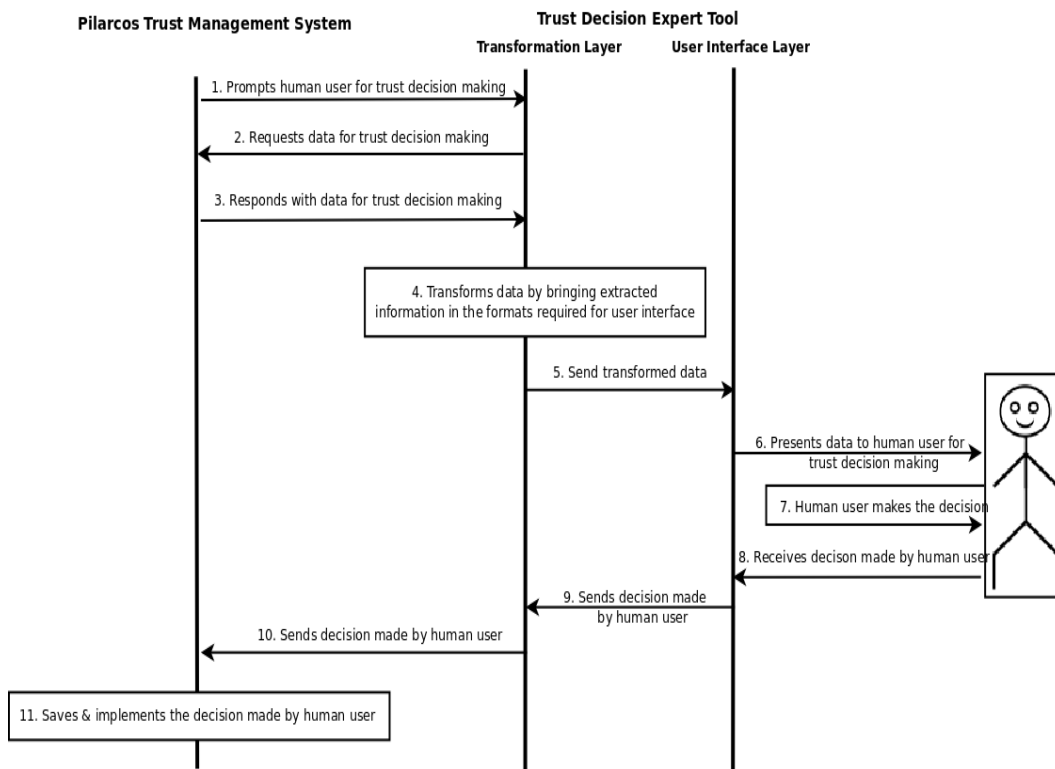 Pilarcos Trust Management System
Trust Decision Expert Tool
Transformation Layer
User Interface Layer
1. Prompts human user for trust decision making
2. Requests data for trust decision making
3. Responds with data for trust decision making
4. Transforms data by bringing extracted
information in the formats required for user interface
5. Send transformed data
6. Presents data to human user for
trust decision making
7. Human user makes the decision
8. Receives decison made by human user
9. Sends decision made
by human user
10. Sends decision made by human user
11. Saves & implements the decision made by human user